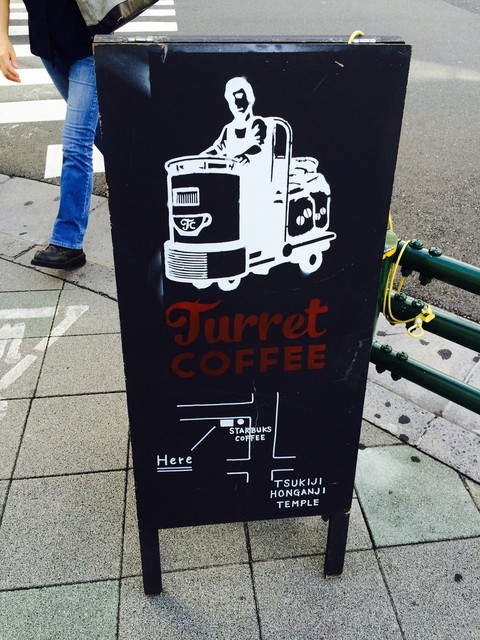 TC
Turret
COFFEE
STARBUKS
COFFEE
Here
TSUKIJI
HONGANJI
TEMPLE